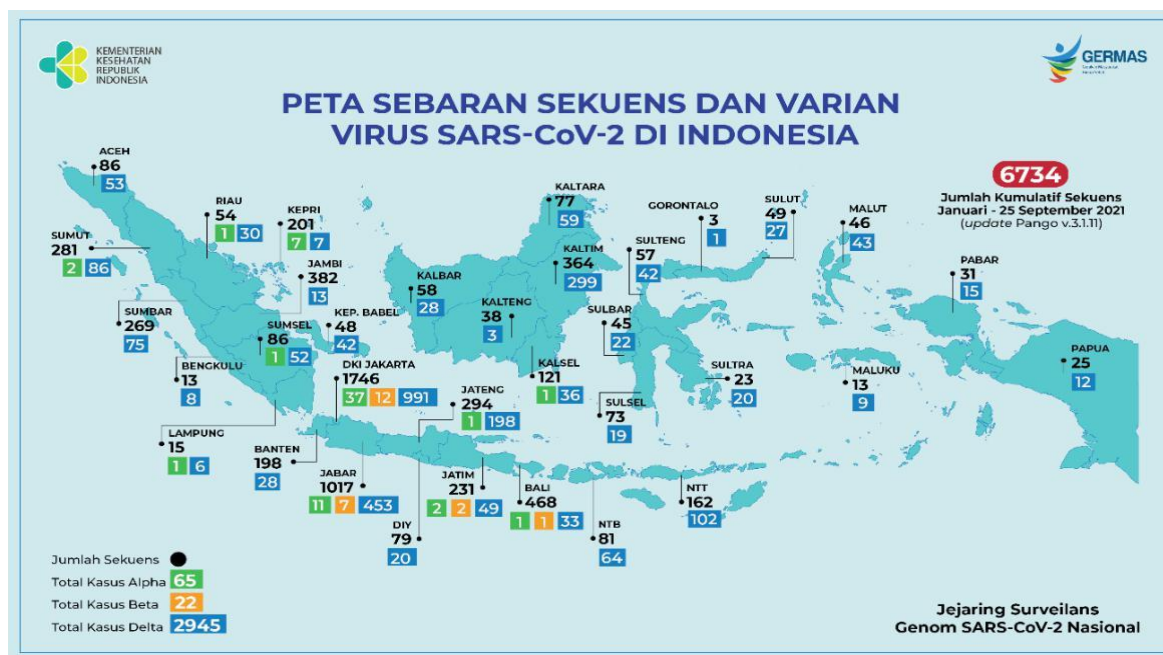 KEMENTERIAN
KESEHATAN
REPUBLIK
INDONESIA
GERMAS
PETA SEBARAN SEKUENS DAN VARIAN
VIRUS SARS-CoV-2 DI INDONESIA
6734
Jumlah Kumulatif Sekuens
Januari - 25 September 2021
(update Pango v.3.1.11)
ACEH
86
53
RIAU
54
1 30
KEPRI
201
7 7
SUMUT
281
2 86
JAMBI
382
13
SUMBAR
269
75
SUMSEL
86
1 52
KEP. BABEL
48
42
BENGKULU
13
8
LAMPUNG
15
1 6
DKI JAKARTA
1746
37 12 991
BANTEN
198
28
JABAR
1017
11 7 453
JATENG
294
1 198
DIY
79
20
JATIM
231
2 2 49
BALI
468
1 1 33
NTB
81
64
NTT
162
102
KALBAR
58
28
KALTENG
38
3
KALSEL
121
1 36
KALTIM
364
299
KALTARA
77
59
GORONTALO
3
1
SULUT
49
27
SULTENG
57
42
SULBAR
45
22
SULSEL
73
19
SULTRA
23
20
MALUT
46
43
MALUKU
13
9
PABAR
31
15
PAPUA
25
12
Jumlah Sekuens
Total Kasus Alpha 65
Total Kasus Beta 22
Total Kasus Delta 2945
Jejaring Surveilans
Genom SARS-CoV-2 Nasional